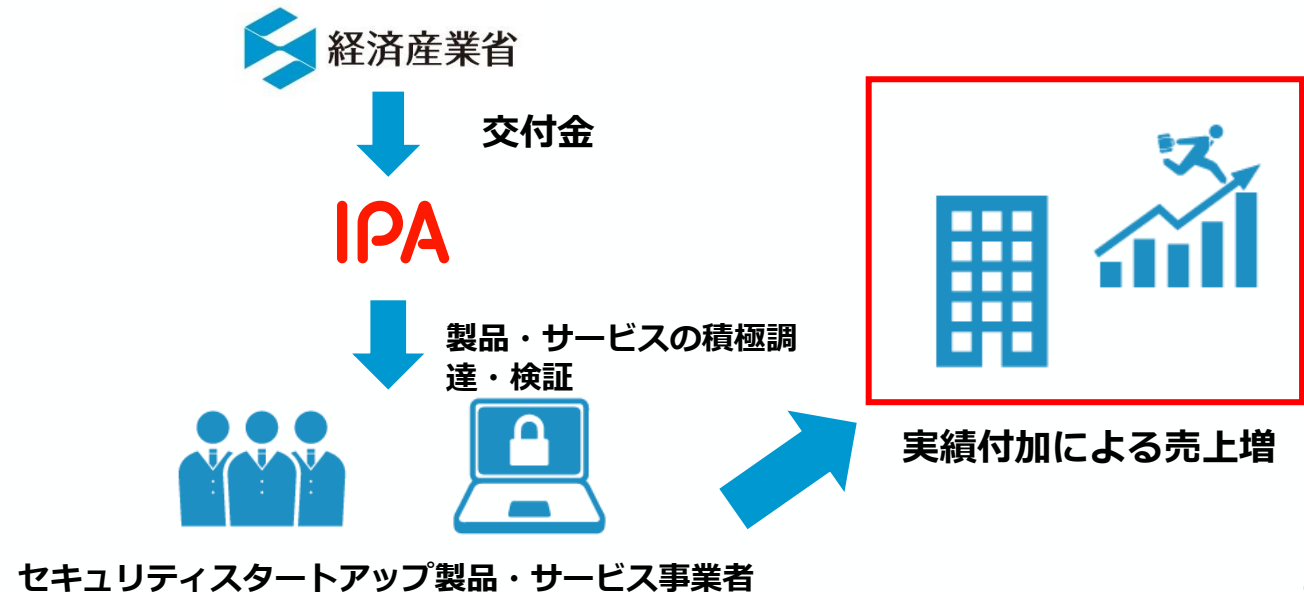 経済産業省
交付金
IPA
製品・サービスの積極調
達・検証
実績付加による売上増
セキュリティスタートアップ製品・サービス事業者